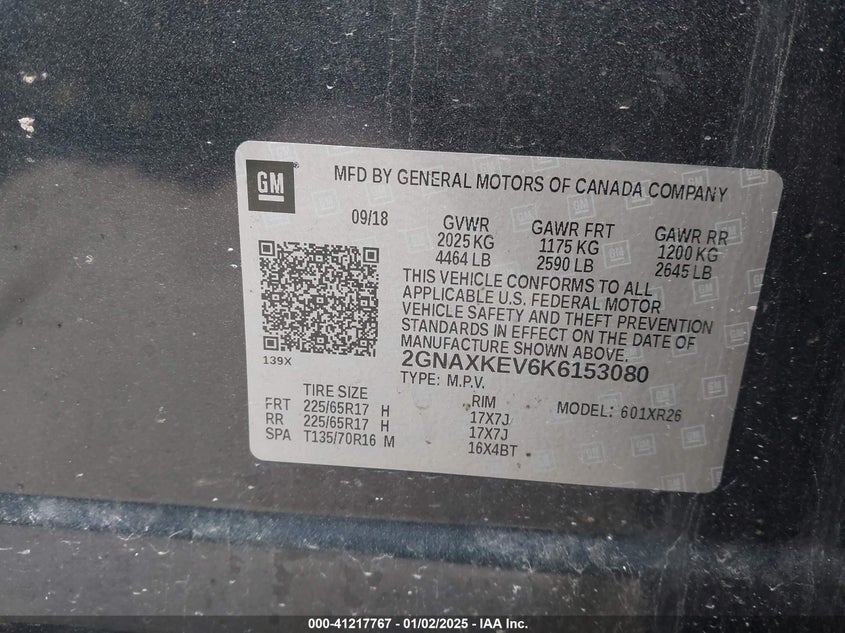 GM
MFD BY GENERAL MOTORS OF CANADA COMPANY
09/18
GVWR GAWR FRT GAWR RR
2025 KG 1175 KG 1200 KG
4464 LB 2590 LB 2645 LB
THIS VEHICLE CONFORMS TO ALL
APPLICABLE U.S. FEDERAL MOTOR
VEHICLE SAFETY AND THEFT PREVENTION
STANDARDS IN EFFECT ON THE DATE OF
MANUFACTURE SHOWN ABOVE.
139X
2GNAXKEV6K6153080
TYPE: M.P.V.
TIRE SIZE RIM MODEL: 601XR26
FRT 225/65R17 H 17X7J
RR 225/65R17 H 17X7J
SPA T135/70R16 M 16X4BT
000-41217767 - 01/02/2025 - IAA Inc.